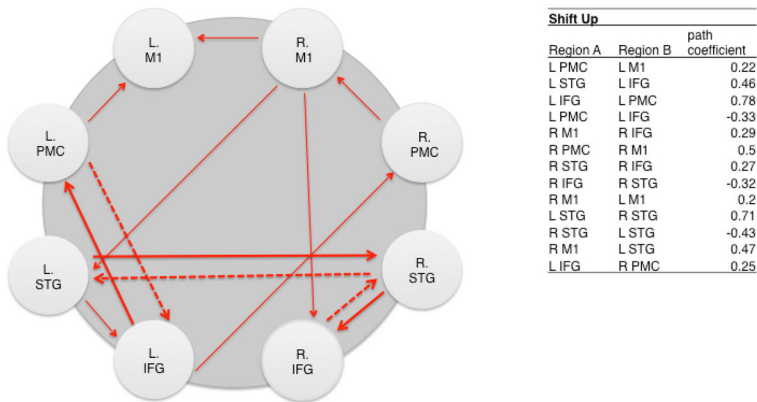 L.
M1
R.
M1
L.
PMC
R.
PMC
L.
STG
R.
STG
L.
IFG
R.
IFG
Shift Up
Region A Region B path coefficient
L PMC L M1 0.22
L STG L IFG 0.46
L IFG L PMC 0.78
L PMC L IFG -0.33
R M1 R IFG 0.29
R PMC R M1 0.5
R STG R IFG 0.27
R IFG R STG -0.32
R M1 L M1 0.2
L STG R STG 0.71
R STG L STG -0.43
R M1 L STG 0.47
L IFG R PMC 0.25